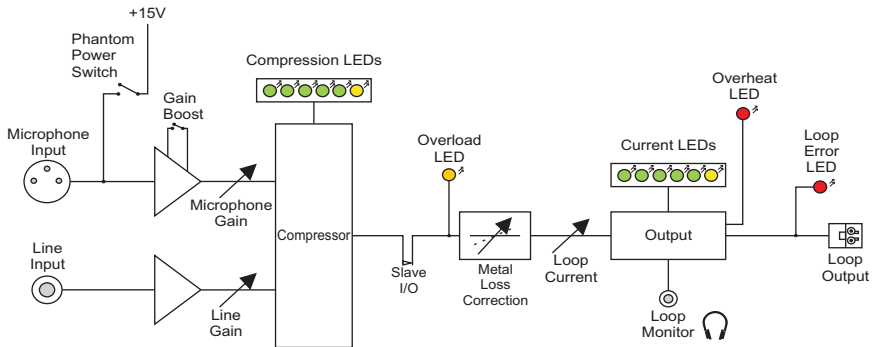 +15V
Phantom
Power
Switch
Compression LEDs
Gain
Boost
Microphone
Input
Microphone
Gain
Line
Input
Line
Gain
Compressor
Slave
I/O
Overload
LED
Metal
Loss
Correction
Loop
Current
Current LEDs
Output
Overheat
LED
Loop
Error
LED
Loop
Output
Loop
Monitor